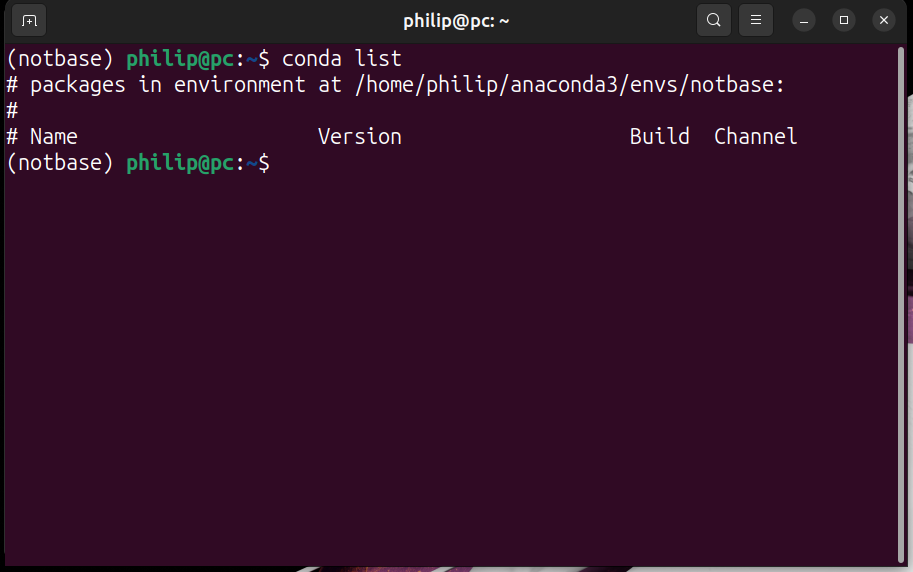 philip@pc: ~
(notbase) philip@pc:~$ conda list
# packages in environment at /home/philip/anaconda3/envs/notbase:
#
# Name                    Version                   Build  Channel
(notbase) philip@pc:~$